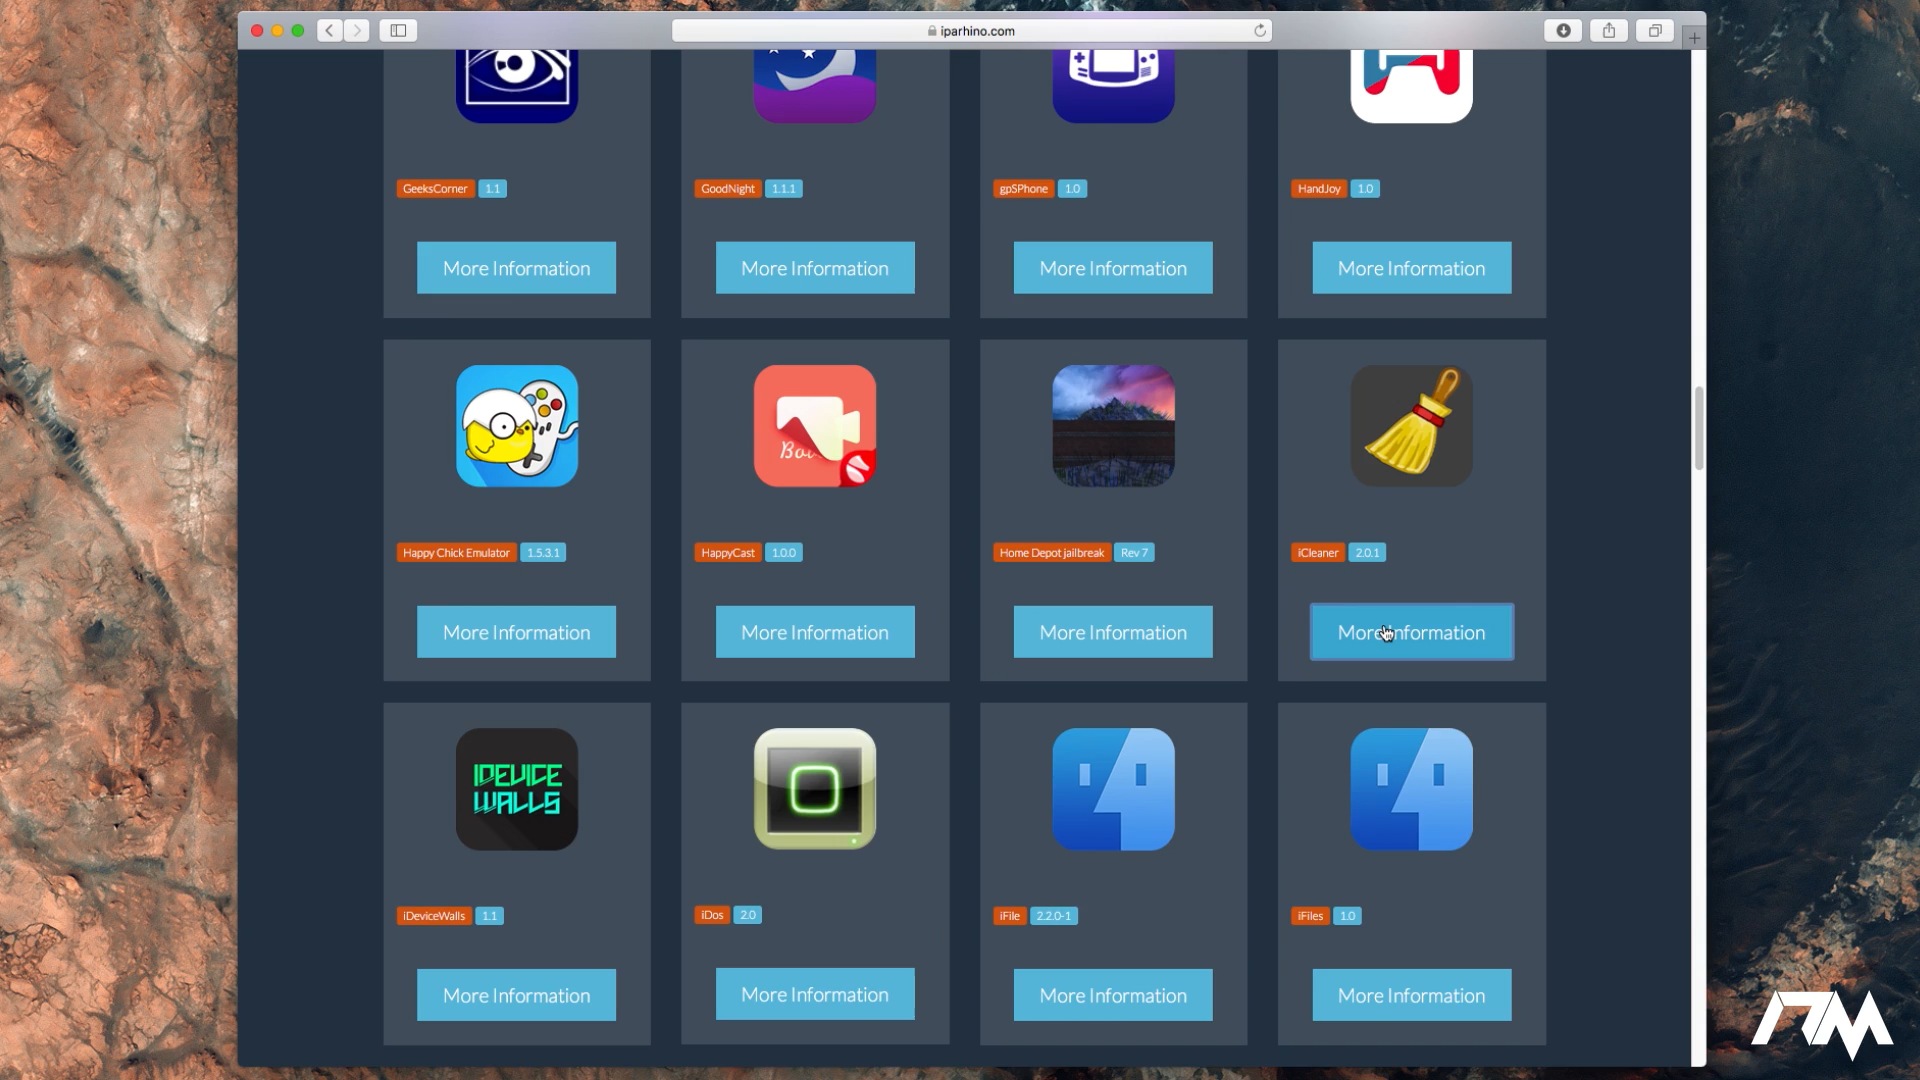 iparhino.com
GeeksCorner 1.1
GoodNight 1.1.1
gpSPhone 1.0
HandJoy 1.0
More Information
More Information
More Information
More Information
Happy Chick Emulator 1.5.3.1
HappyCast 1.0.0
Home Depot jailbreak Rev 7
iCleaner 2.0.1
More Information
More Information
More Information
More Information
IDEVICE
WALLS
iDeviceWalls 1.1
iDos 2.0
iFile 2.2.0-1
iFiles 1.0
More Information
More Information
More Information
More Information